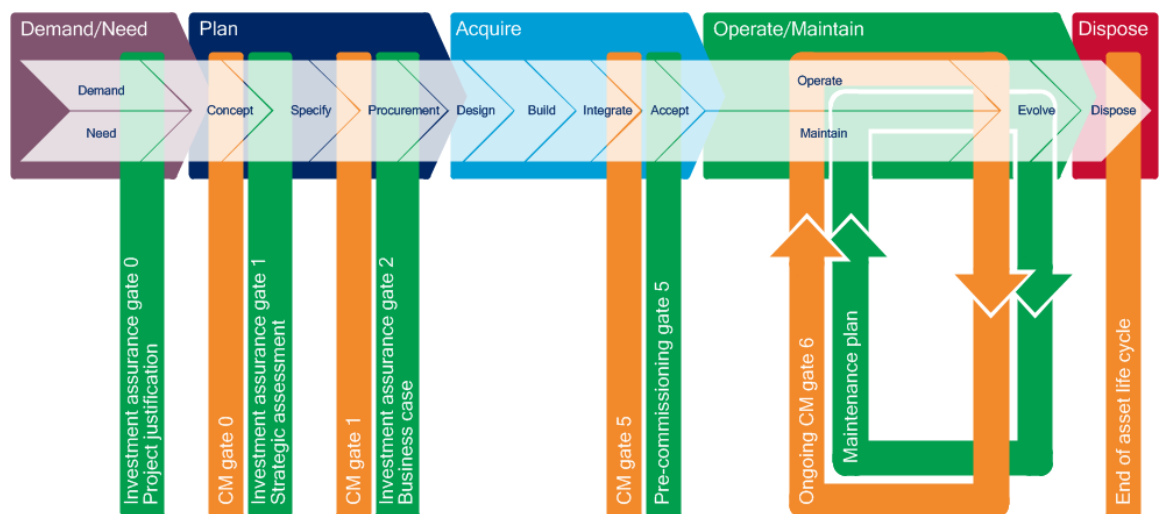 Demand/Need
Plan
Acquire
Operate/Maintain
Dispose
Demand
Need
Concept
Specify
Procurement
Design
Build
Integrate
Accept
Operate
Maintain
Evolve
Dispose
Investment assurance gate 0
Project justification
CM gate 0
Investment assurance gate 1
Strategic assessment
CM gate 1
Investment assurance gate 2
Business case
CM gate 5
Pre-commissioning gate 5
Ongoing CM gate 6
Maintenance plan
End of asset life cycle